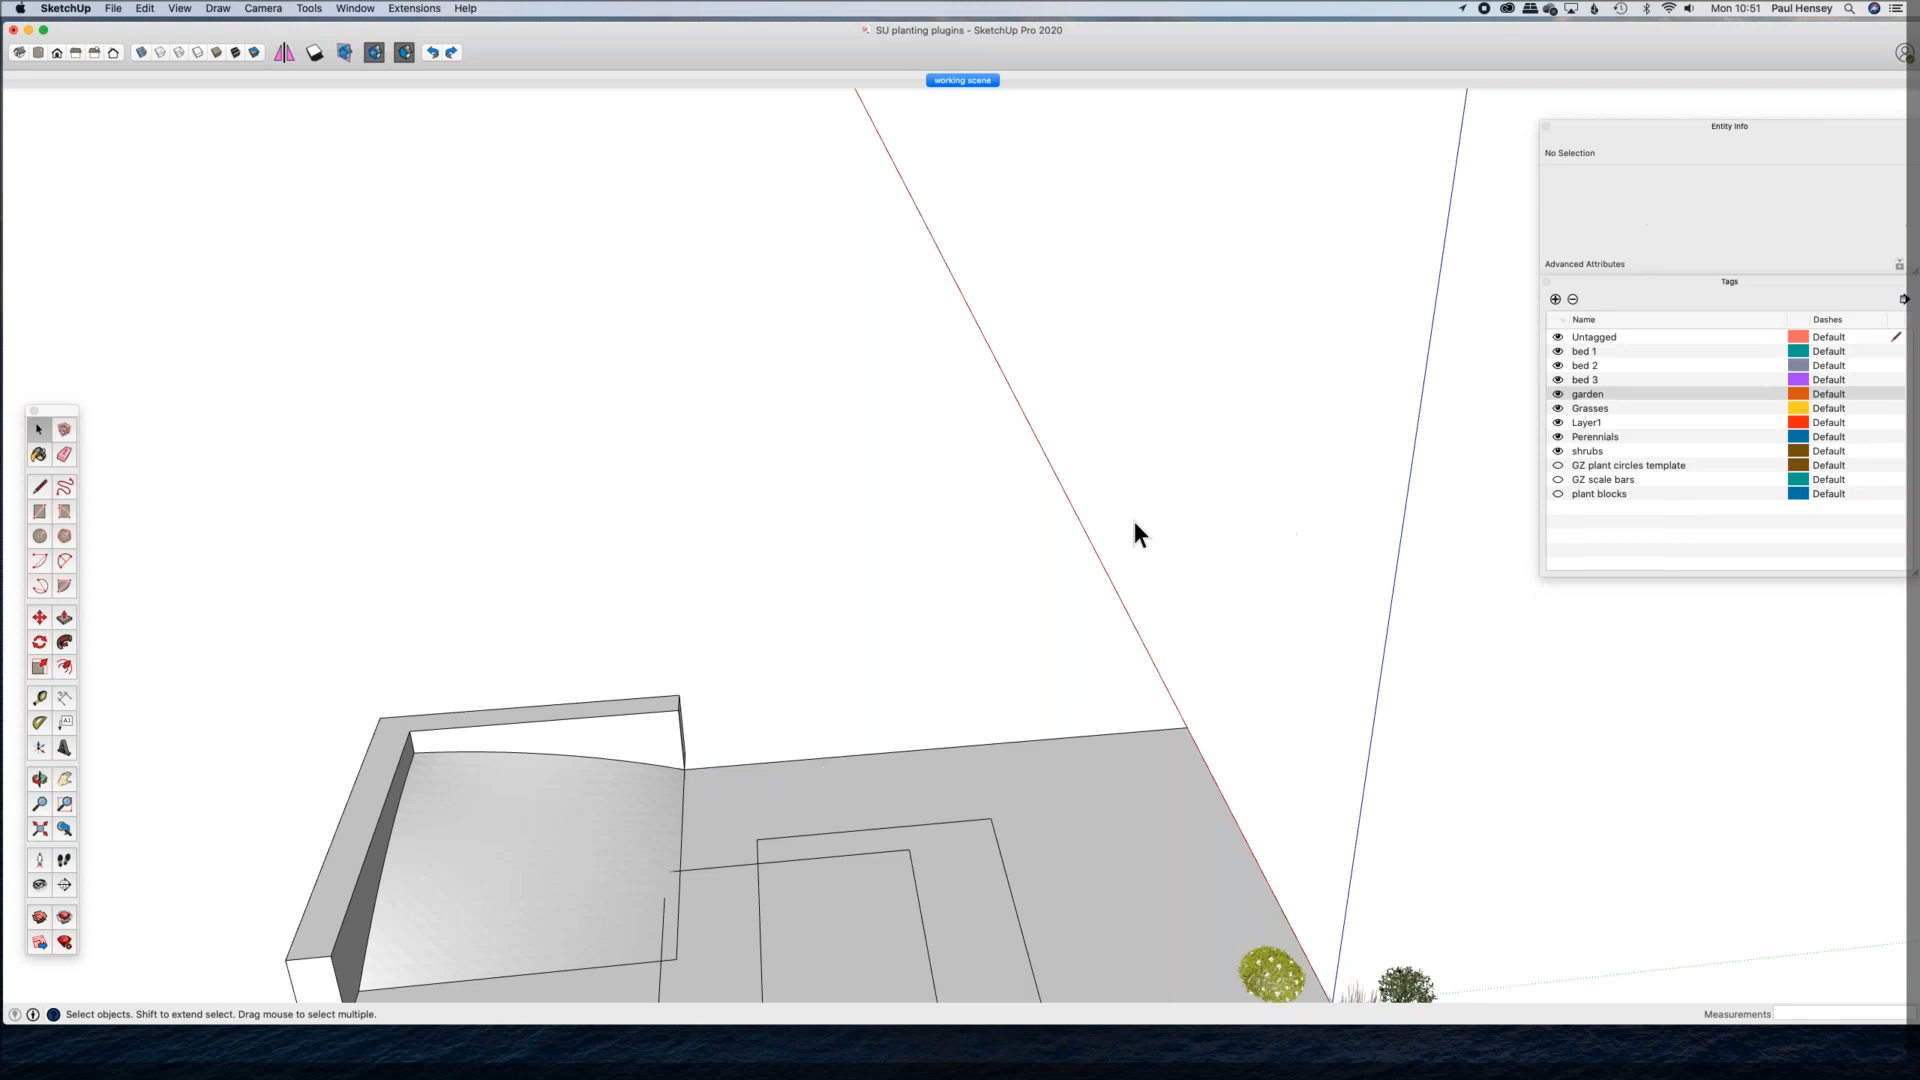 SketchUp File Edit View Draw Camera Tools Window Extensions Help
Mon 10:51 Paul Hensey
SU planting plugins - SketchUp Pro 2020
working scene
Entity Info
No Selection
Advanced Attributes
Tags
Name Dashes
Untagged Default
bed 1 Default
bed 2 Default
bed 3 Default
garden Default
Grasses Default
Layer1 Default
Perennials Default
shrubs Default
GZ plant circles template Default
GZ scale bars Default
plant blocks Default
Select objects. Shift to extend select. Drag mouse to select multiple.
Measurements